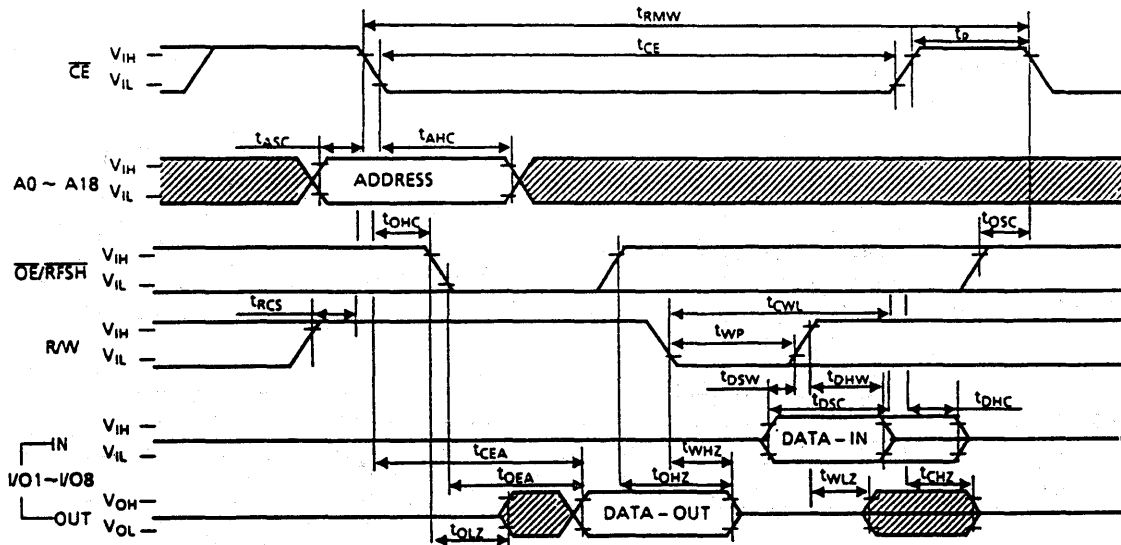 tRMW
tCE
tP
CE
VIH
VIL
tASC
tAHC
A0 ~ A18
VIH
VIL
ADDRESS
tOHC
tOSC
OE/RFSH
VIH
VIL
tRCS
tCWL
R/W
VIH
VIL
tWP
tDSW
tDHW
tDSC
tDHC
IN
VIH
VIL
DATA-IN
tCEA
tWHZ
I/O1~I/O8
tOEA
tOHZ
tWLZ
tCHZ
OUT
VOH
VOL
DATA-OUT
tOLZ